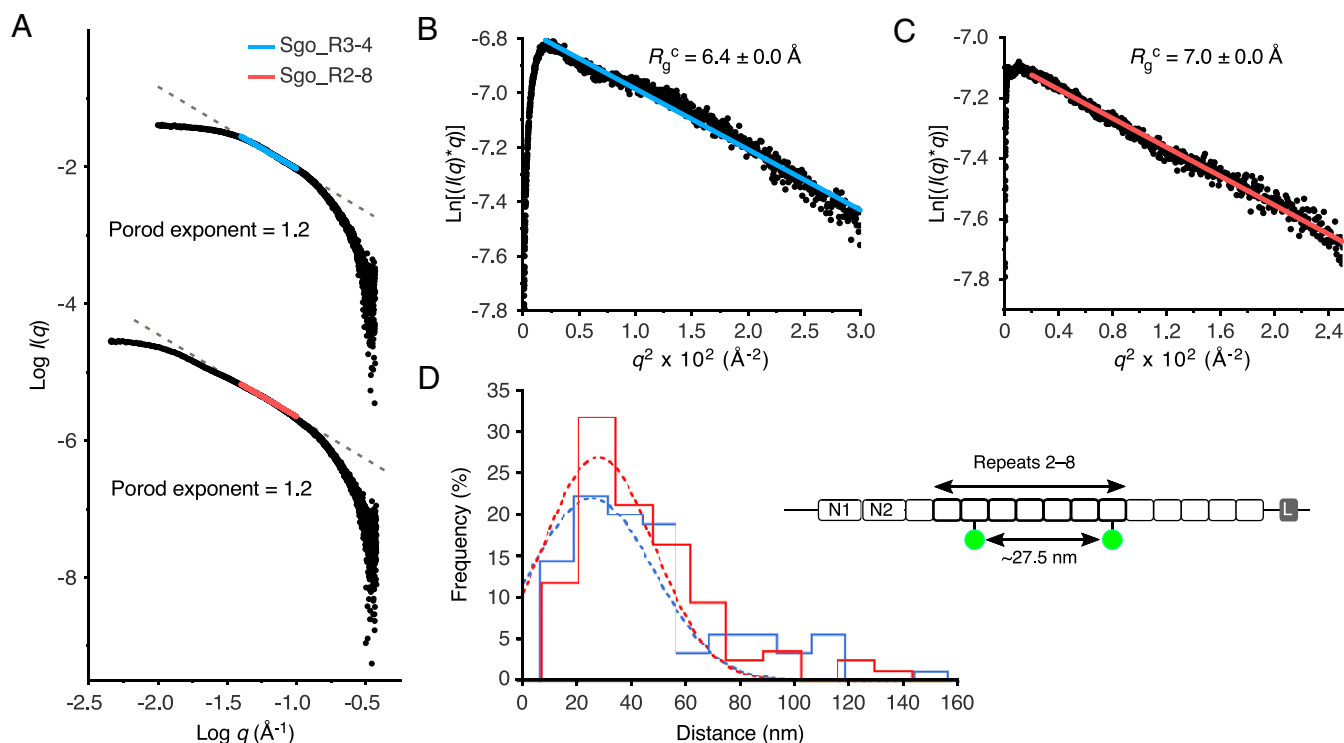 A
Sgo_R3-4
Sgo_R2-8
Log I(q)
-2
-4
-6
-8
Porod exponent = 1.2
Porod exponent = 1.2
-2.5 -2.0 -1.5 -1.0 -0.5
Log q (Å⁻¹)
B
Rgᶜ = 6.4 ± 0.0 Å
Ln[(I(q)*q)]
-6.8
-7.0
-7.2
-7.4
-7.6
-7.8
0 0.5 1.0 1.5 2.0 2.5 3.0
q² x 10² (Å⁻²)
C
Rgᶜ = 7.0 ± 0.0 Å
Ln[(I(q)*q)]
-7.0
-7.2
-7.4
-7.6
-7.8
0 0.6 1.2 1.8 2.0 2.4
q² x 10² (Å⁻²)
D
Frequency (%)
35
30
25
20
15
10
5
0
0 20 40 60 80 100 120 140 160
Distance (nm)
Repeats 2–8
N1 N2 L
~27.5 nm